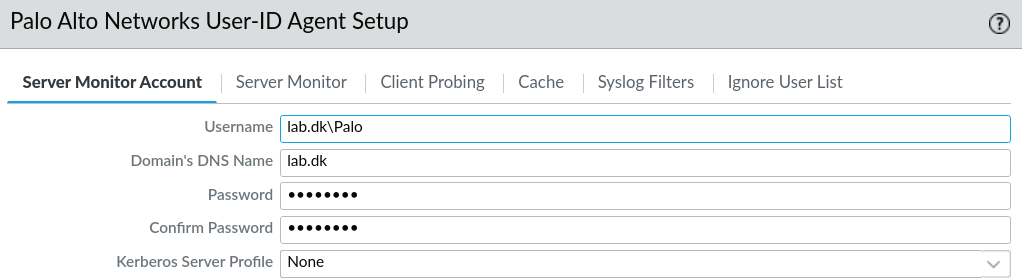 Palo Alto Networks User-ID Agent Setup
Server Monitor Account Server Monitor Client Probing Cache Syslog Filters Ignore User List
Username lab.dk\Palo
Domain's DNS Name lab.dk
Password ••••••••
Confirm Password ••••••••
Kerberos Server Profile None